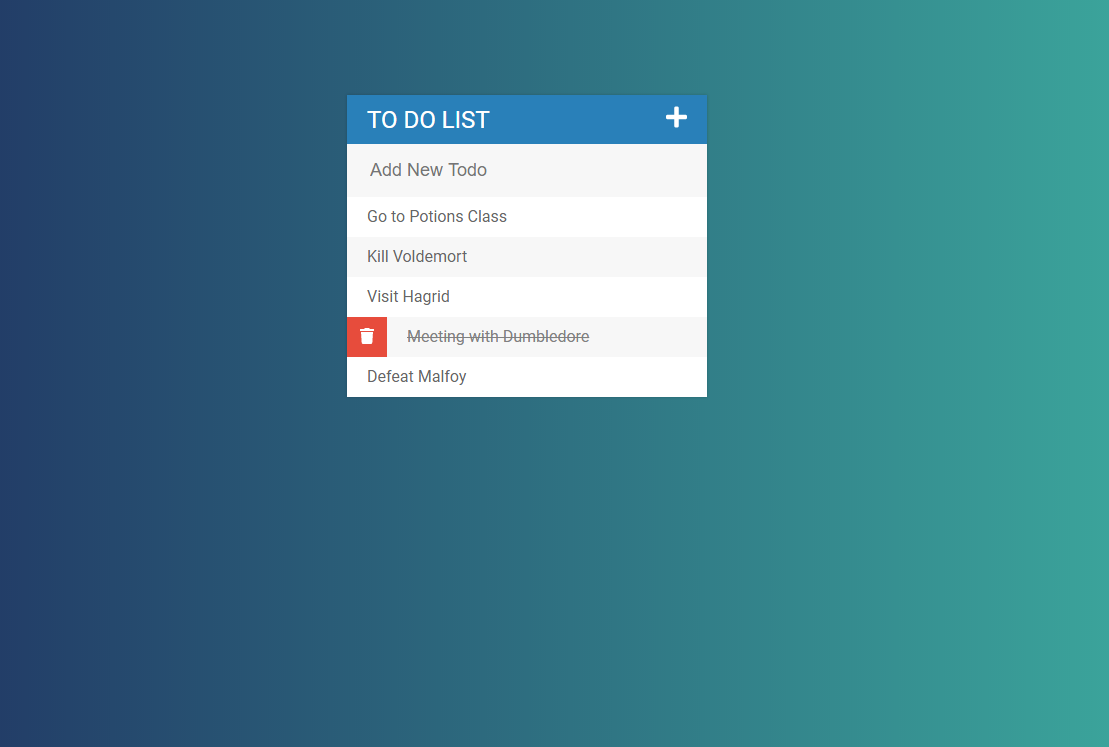 TO DO LIST
Add New Todo
Go to Potions Class
Kill Voldemort
Visit Hagrid
Meeting with Dumbledore
Defeat Malfoy